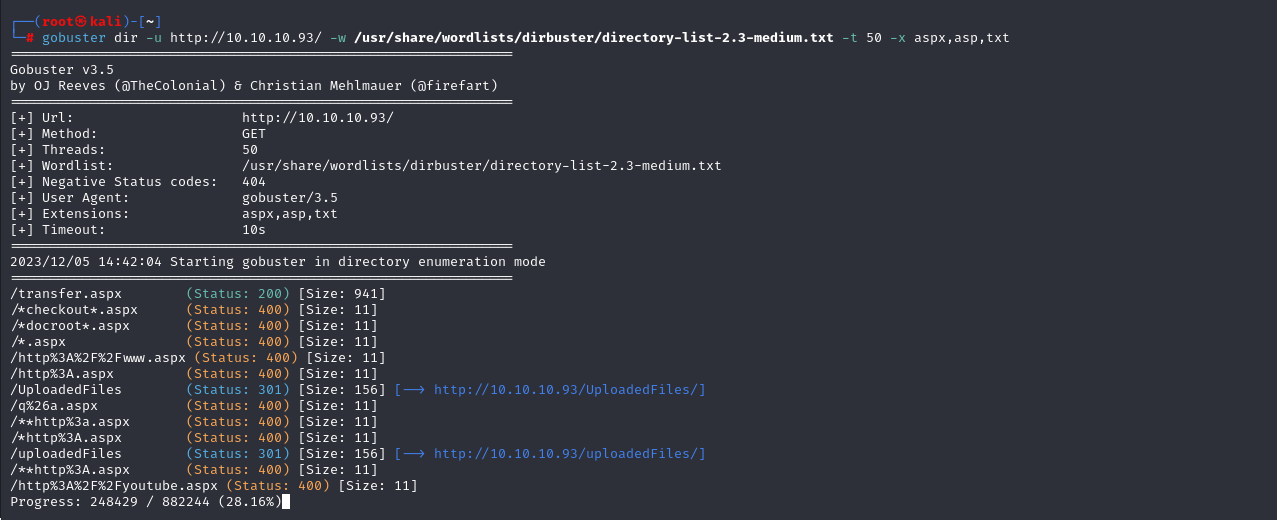 ┌──(root㉿kali)-[~]
└─# gobuster dir -u http://10.10.10.93/ -w /usr/share/wordlists/dirbuster/directory-list-2.3-medium.txt -t 50 -x aspx,asp,txt
===============================================================
Gobuster v3.5
by OJ Reeves (@TheColonial) & Christian Mehlmauer (@firefart)
===============================================================
[+] Url:                     http://10.10.10.93/
[+] Method:                  GET
[+] Threads:                 50
[+] Wordlist:                /usr/share/wordlists/dirbuster/directory-list-2.3-medium.txt
[+] Negative Status codes:   404
[+] User Agent:              gobuster/3.5
[+] Extensions:              aspx,asp,txt
[+] Timeout:                 10s
===============================================================
2023/12/05 14:42:04 Starting gobuster in directory enumeration mode
===============================================================
/transfer.aspx        (Status: 200) [Size: 941]
/*checkout*.aspx      (Status: 400) [Size: 11]
/*docroot*.aspx       (Status: 400) [Size: 11]
/*.aspx               (Status: 400) [Size: 11]
/http%3A%2F%2Fwww.aspx (Status: 400) [Size: 11]
/http%3A.aspx         (Status: 400) [Size: 11]
/UploadedFiles        (Status: 301) [Size: 156] [--> http://10.10.10.93/UploadedFiles/]
/q%26a.aspx           (Status: 400) [Size: 11]
/**http%3a.aspx       (Status: 400) [Size: 11]
/*http%3A.aspx        (Status: 400) [Size: 11]
/uploadedFiles        (Status: 301) [Size: 156] [--> http://10.10.10.93/uploadedFiles/]
/**http%3A.aspx       (Status: 400) [Size: 11]
/http%3A%2F%2Fyoutube.aspx (Status: 400) [Size: 11]
Progress: 248429 / 882244 (28.16%)